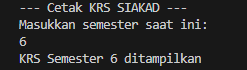 --- Cetak KRS SIAKAD ---
Masukkan semester saat ini:
6
KRS Semester 6 ditampilkan